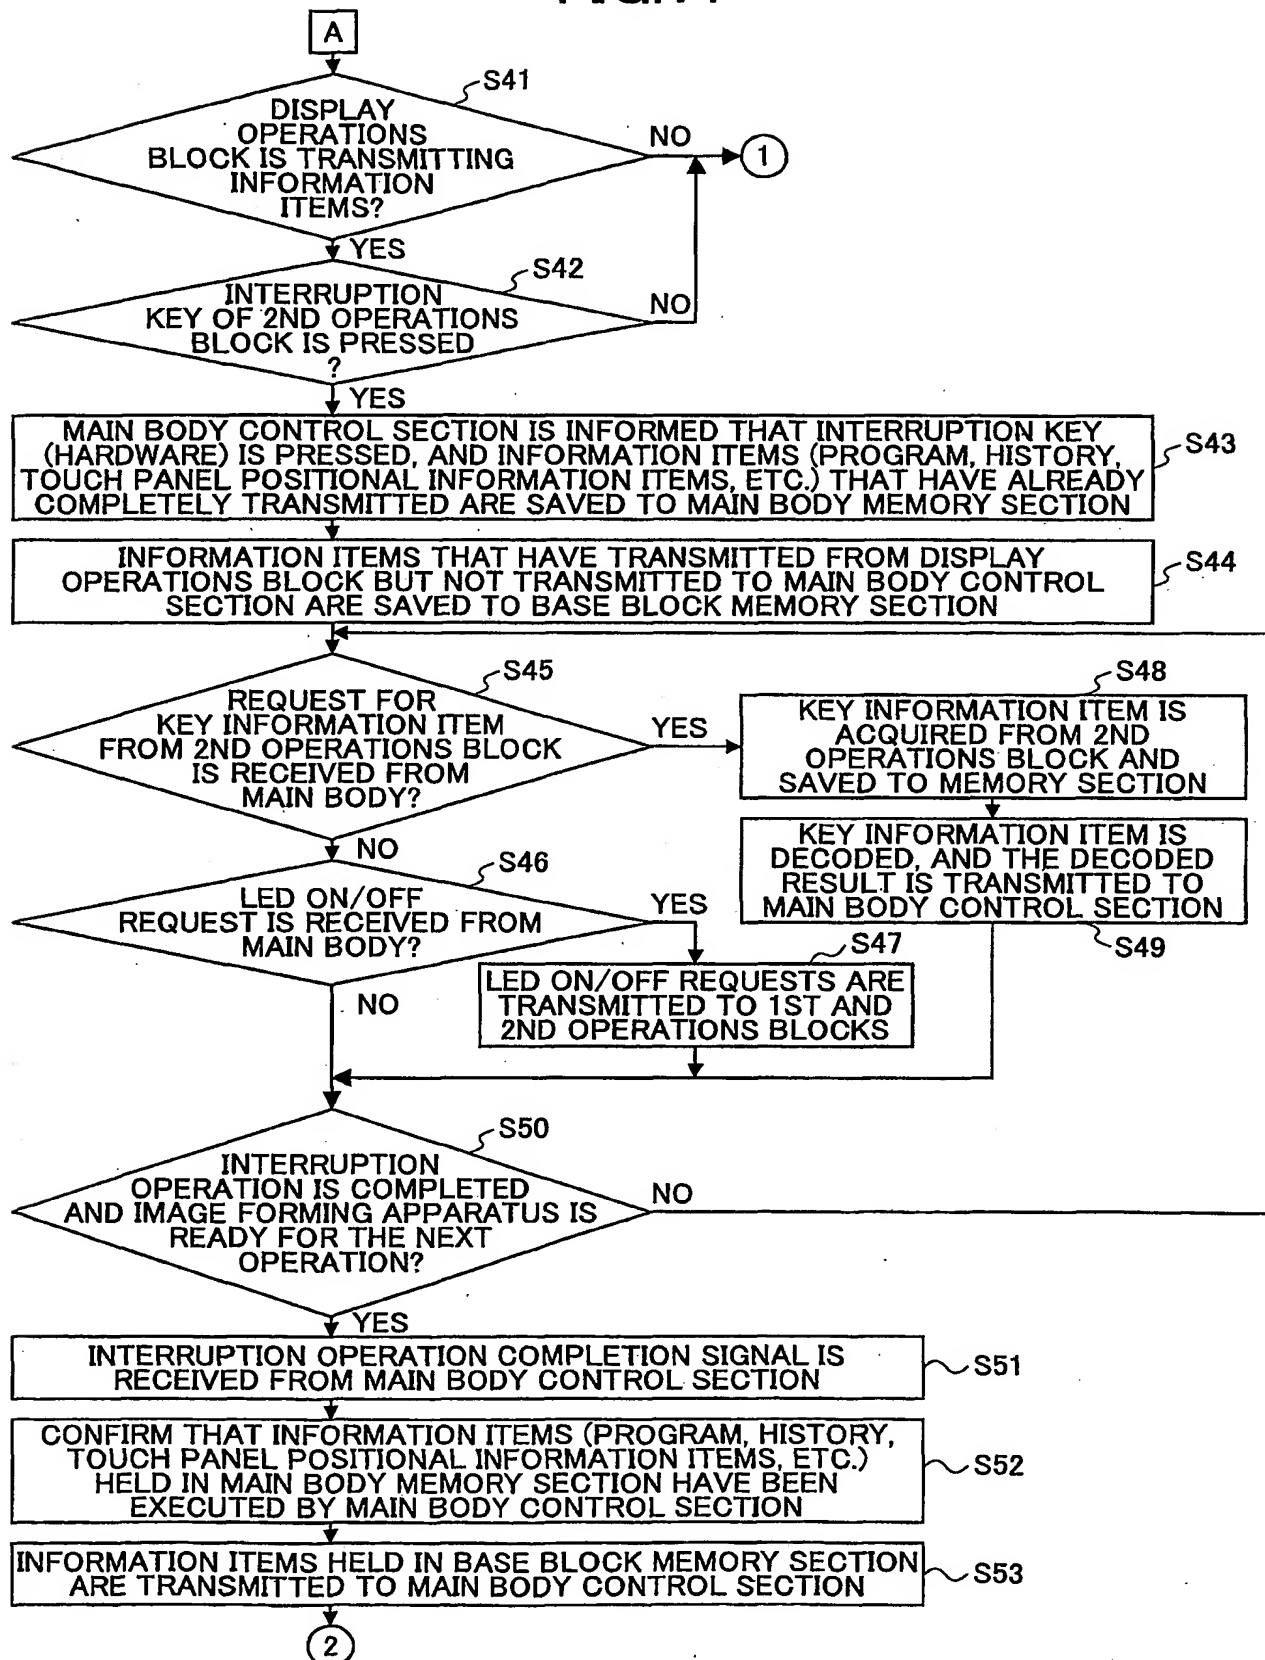 A
S41
DISPLAY
OPERATIONS
BLOCK IS TRANSMITTING
INFORMATION
ITEMS?
NO
1
YES
S42
INTERRUPTION
KEY OF 2ND OPERATIONS
BLOCK IS PRESSED
?
NO
YES
MAIN BODY CONTROL SECTION IS INFORMED THAT INTERRUPTION KEY
(HARDWARE) IS PRESSED, AND INFORMATION ITEMS (PROGRAM, HISTORY,
TOUCH PANEL POSITIONAL INFORMATION ITEMS, ETC.) THAT HAVE ALREADY
COMPLETELY TRANSMITTED ARE SAVED TO MAIN BODY MEMORY SECTION
S43
INFORMATION ITEMS THAT HAVE TRANSMITTED FROM DISPLAY
OPERATIONS BLOCK BUT NOT TRANSMITTED TO MAIN BODY CONTROL
SECTION ARE SAVED TO BASE BLOCK MEMORY SECTION
S44
S45
REQUEST FOR
KEY INFORMATION ITEM
FROM 2ND OPERATIONS BLOCK
IS RECEIVED FROM
MAIN BODY?
YES
S48
KEY INFORMATION ITEM IS
ACQUIRED FROM 2ND
OPERATIONS BLOCK AND
SAVED TO MEMORY SECTION
KEY INFORMATION ITEM IS
DECODED, AND THE DECODED
RESULT IS TRANSMITTED TO
MAIN BODY CONTROL SECTION
S49
NO
S46
LED ON/OFF
REQUEST IS RECEIVED FROM
MAIN BODY?
YES
S47
LED ON/OFF REQUESTS ARE
TRANSMITTED TO 1ST AND
2ND OPERATIONS BLOCKS
NO
S50
INTERRUPTION
OPERATION IS COMPLETED
AND IMAGE FORMING APPARATUS IS
READY FOR THE NEXT
OPERATION?
NO
YES
INTERRUPTION OPERATION COMPLETION SIGNAL IS
RECEIVED FROM MAIN BODY CONTROL SECTION
S51
CONFIRM THAT INFORMATION ITEMS (PROGRAM, HISTORY,
TOUCH PANEL POSITIONAL INFORMATION ITEMS, ETC.)
HELD IN MAIN BODY MEMORY SECTION HAVE BEEN
EXECUTED BY MAIN BODY CONTROL SECTION
S52
INFORMATION ITEMS HELD IN BASE BLOCK MEMORY SECTION
ARE TRANSMITTED TO MAIN BODY CONTROL SECTION
S53
2